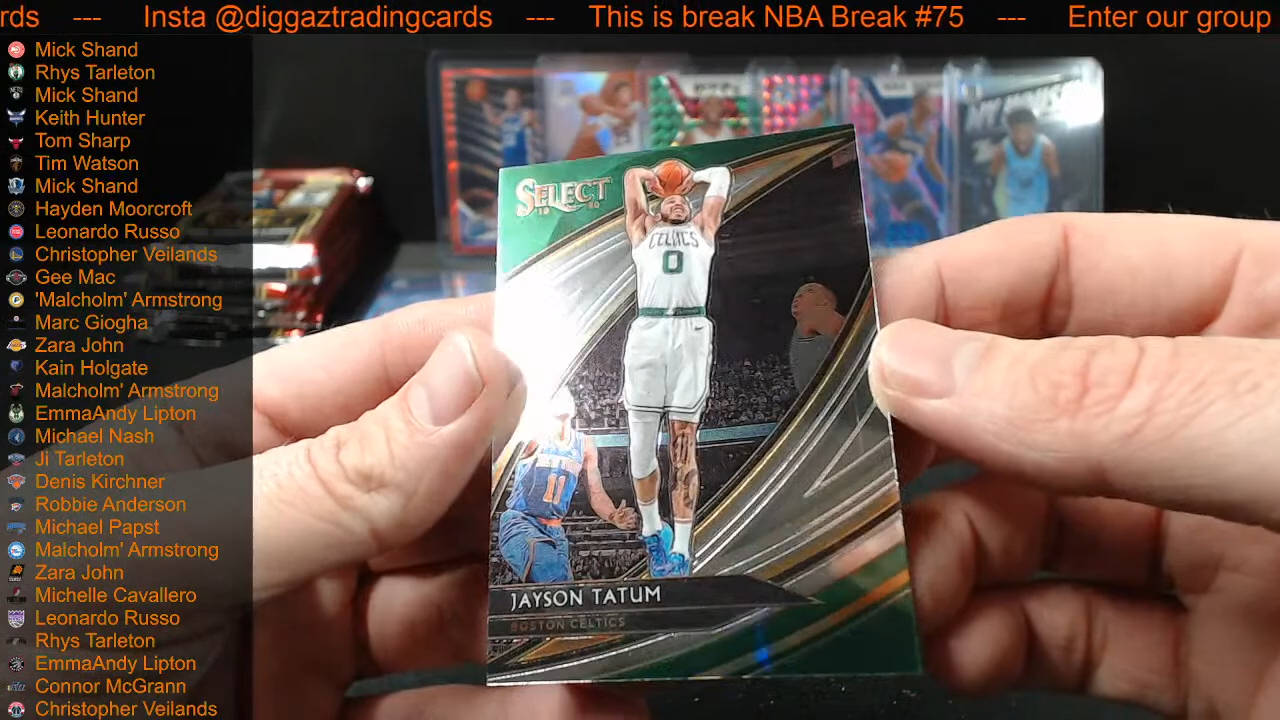 rds --- Insta @diggaztradingcards --- This is break NBA Break #75 --- Enter our group
Mick Shand
Rhys Tarleton
Mick Shand
Keith Hunter
Tom Sharp
Tim Watson
Mick Shand
Hayden Moorcroft
Leonardo Russo
Christopher Veilands
Gee Mac
'Malcholm' Armstrong
Marc Giogha
Zara John
Kain Holgate
Malcholm' Armstrong
EmmaAndy Lipton
Michael Nash
Ji Tarleton
Denis Kirchner
Robbie Anderson
Michael Papst
Malcholm' Armstrong
Zara John
Michelle Cavallero
Leonardo Russo
Rhys Tarleton
EmmaAndy Lipton
Connor McGrann
Christopher Veilands
SELECT
CELTICS
0
11
JAYSON TATUM
BOSTON CELTICS